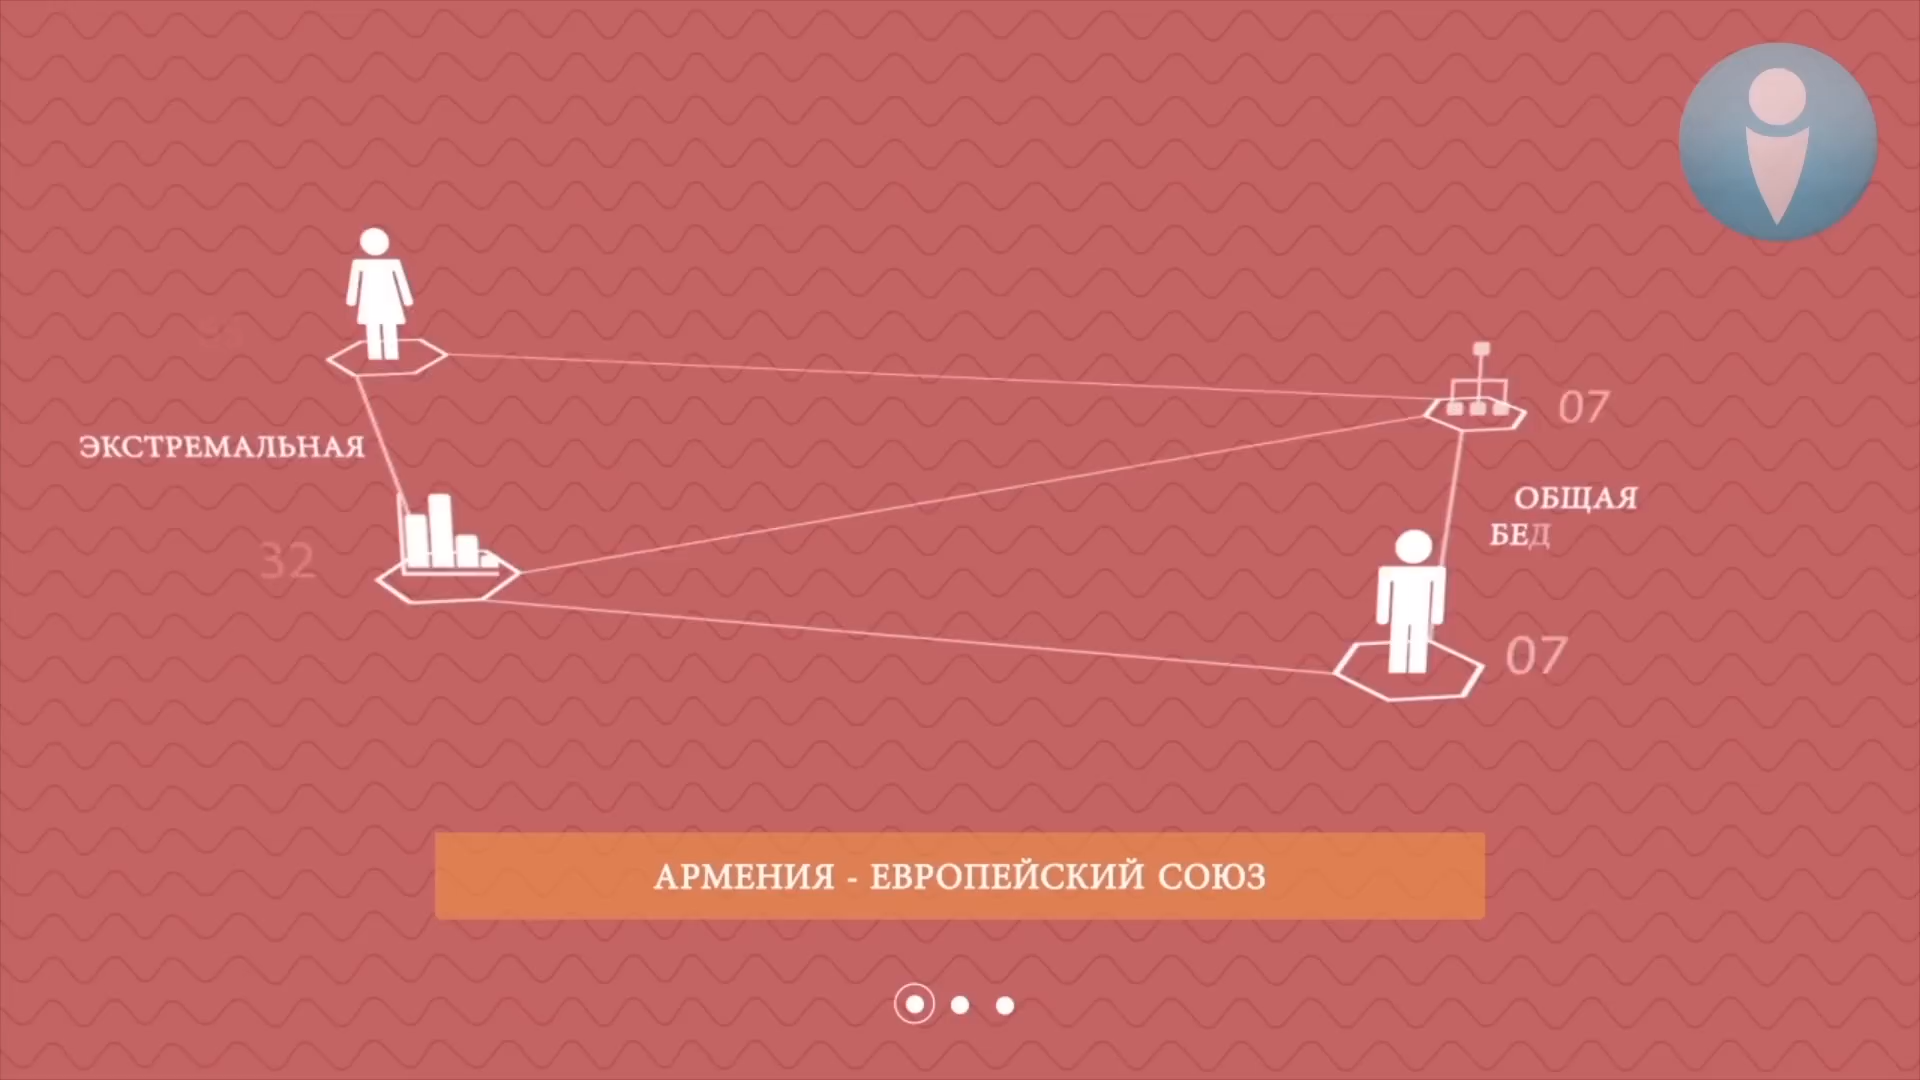 07
ЭКСТРЕМАЛЬНАЯ
ОБЩАЯ
БЕД
32
07
АРМЕНИЯ - ЕВРОПЕЙСКИЙ СОЮЗ